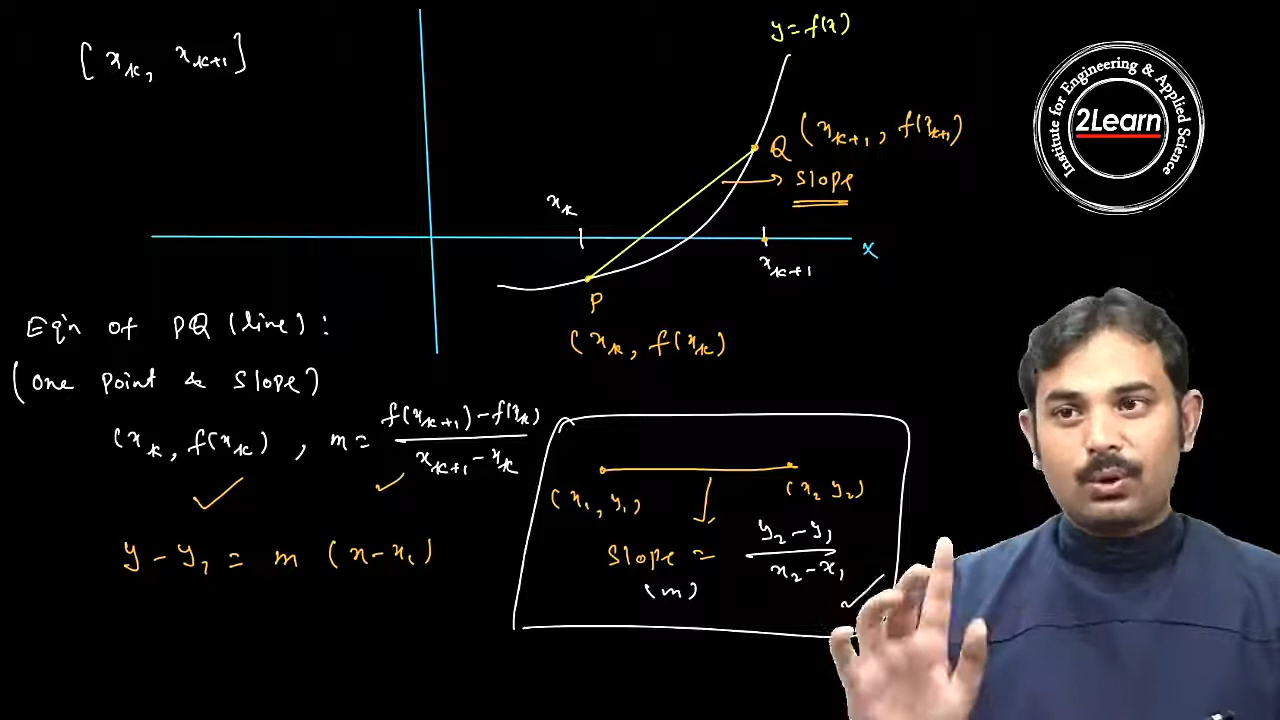 [xₖ, xₖ₊₁]
y = f(x)
Q (xₖ₊₁, f(xₖ₊₁))
Slope
xₖ
xₖ₊₁
x
P
(xₖ, f(xₖ))
Eq'n of PQ (line) :
(One point & Slope)
(xₖ, f(xₖ)), m = f(xₖ₊₁) - f(xₖ) / xₖ₊₁ - xₖ
y - y₁ = m (x - x₁)
(x₁, y₁) (x₂ y₂)
Slope = y₂ - y₁ / x₂ - x₁
(m)
Institute for Engineering & Applied Science
2Learn